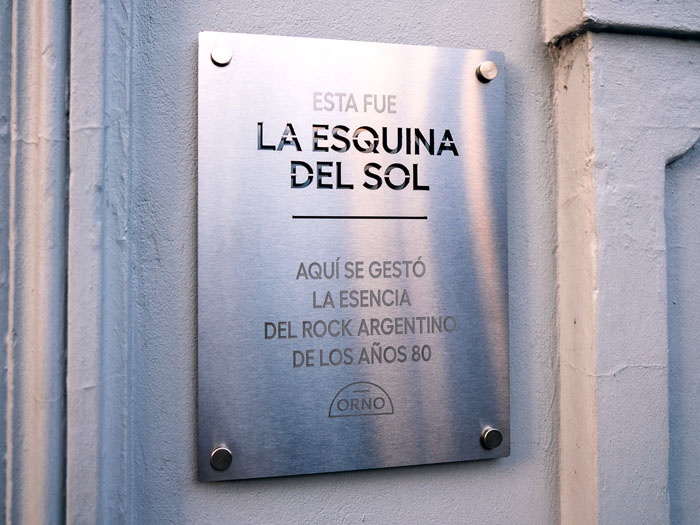 ESTA FUE
LA ESQUINA
DEL SOL
AQUÍ SE GESTÓ
LA ESENCIA
DEL ROCK ARGENTINO
DE LOS AÑOS 80
ORNO